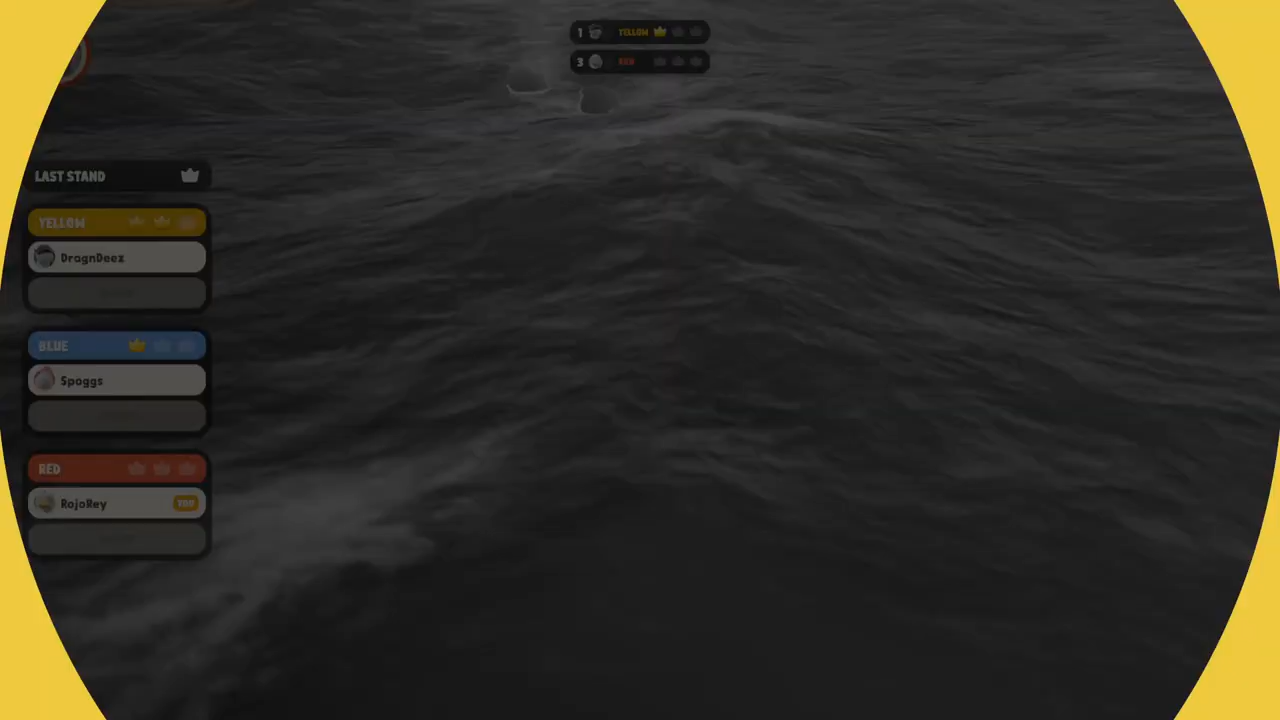 1 YELLOW
3 RED
LAST STAND
YELLOW
DragnDeez
BLUE
Spoggs
RED
RojoRey YOU